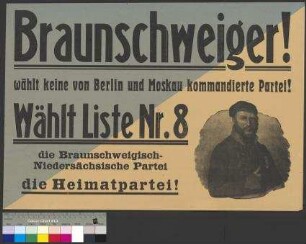 Braunschweiger!
wählt keine von Berlin und Moskau kommandierte Partei!
Wählt Liste Nr. 8
die Braunschweigisch-
Niedersächsische Partei
die Heimatpartei!